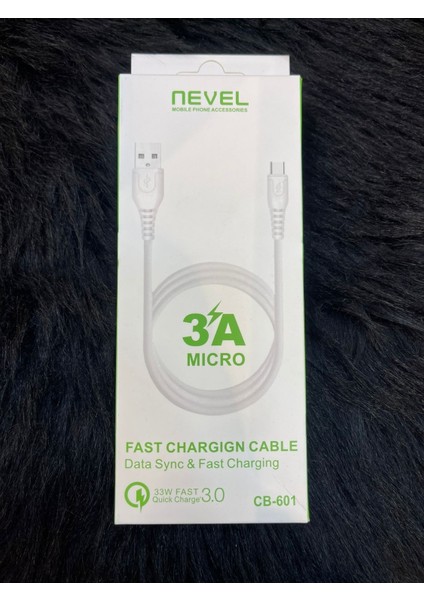 NEVEL
MOBILE PHONE ACCESSORIES
3A
MICRO
FAST CHARGIGN CABLE
Data Sync & Fast Charging
33W FAST
Quick Charge 3.0
CB-601